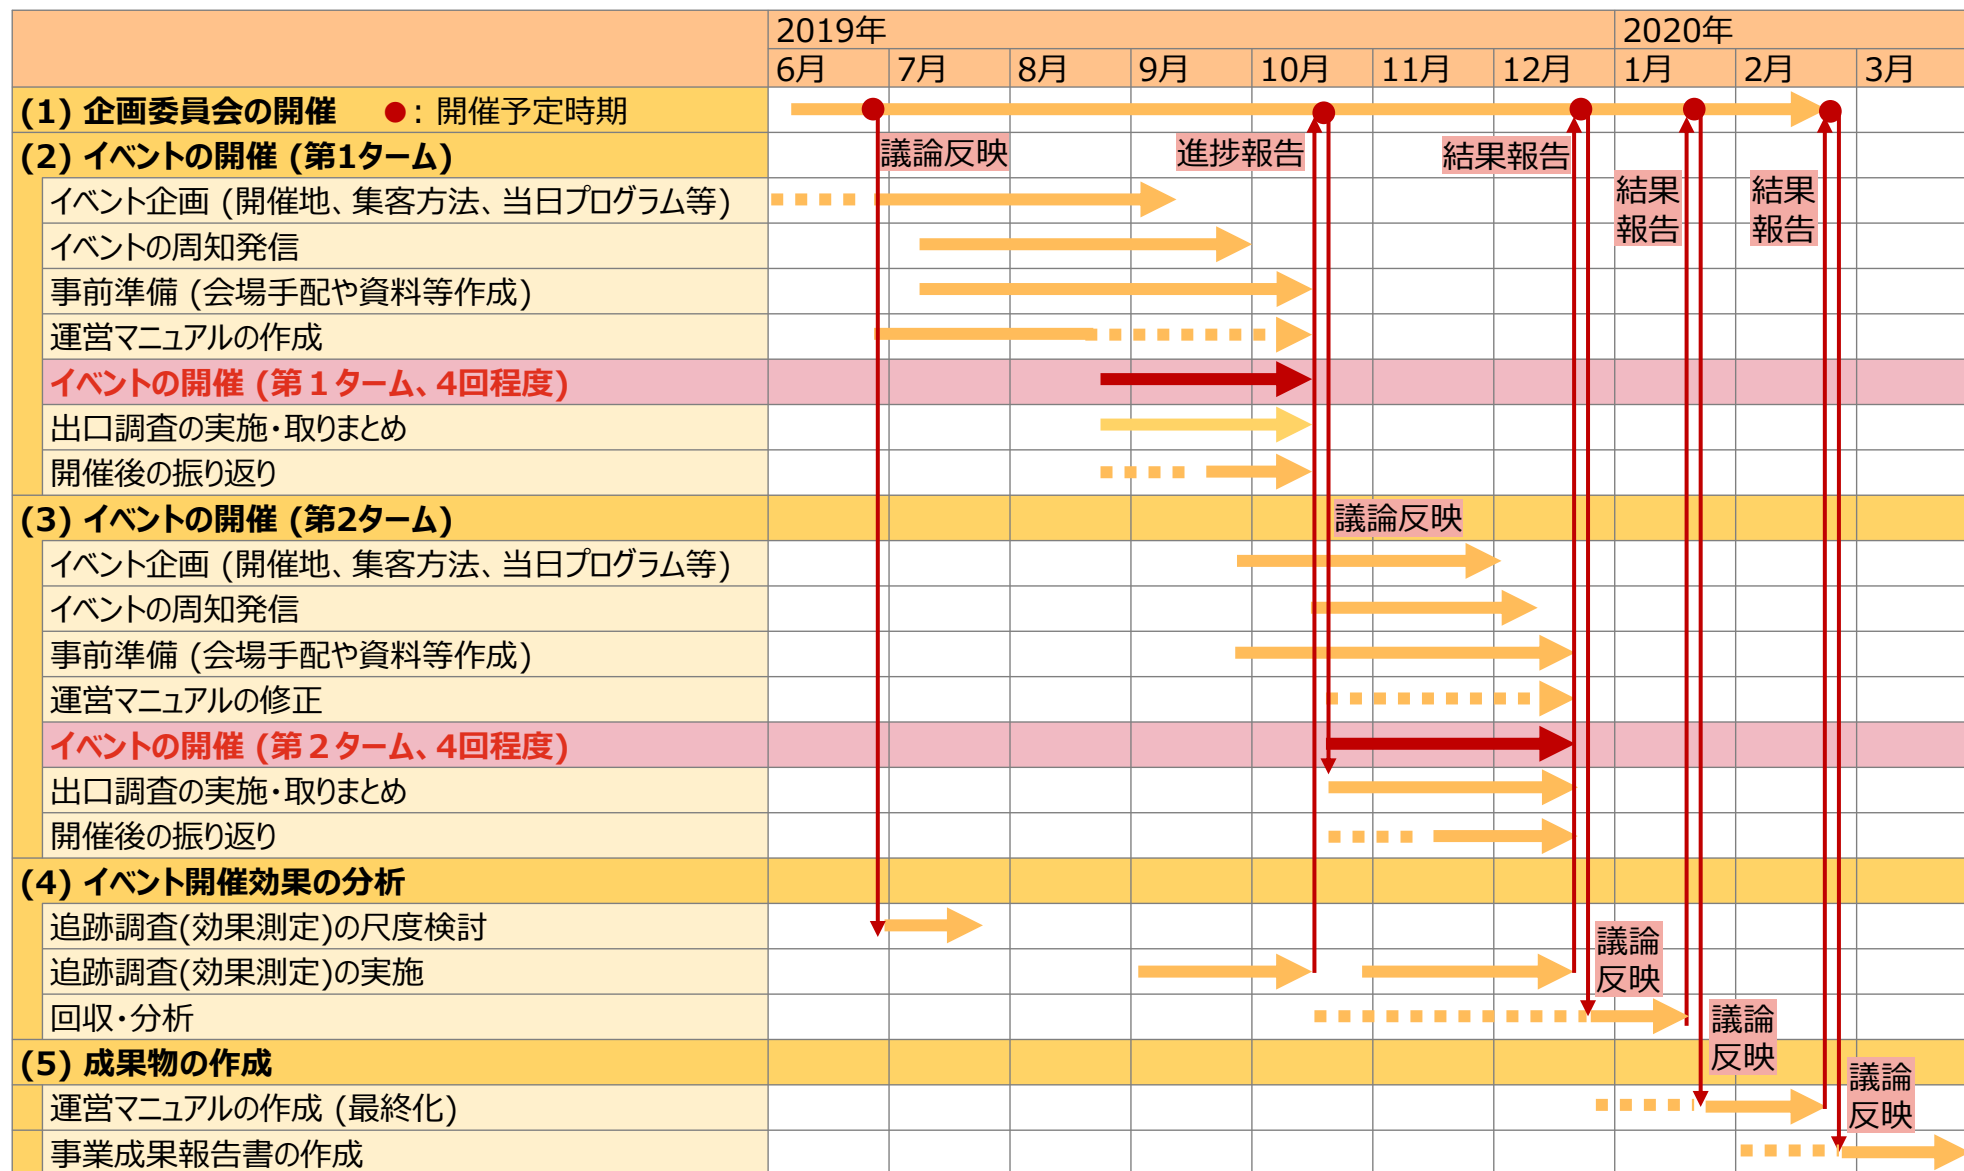 2019年
2020年
6月
7月
8月
9月
10月
11月
12月
1月
2月
3月
(1) 企画委員会の開催 ●：開催予定時期
(2) イベントの開催 (第1ターム)
議論反映
進捗報告
結果報告
結果
報告
結果
報告
イベント企画 (開催地、集客方法、当日プログラム等)
イベントの周知発信
事前準備 (会場手配や資料等作成)
運営マニュアルの作成
イベントの開催 (第１ターム、4回程度)
出口調査の実施・取りまとめ
開催後の振り返り
(3) イベントの開催 (第2ターム)
議論反映
イベント企画 (開催地、集客方法、当日プログラム等)
イベントの周知発信
事前準備 (会場手配や資料等作成)
運営マニュアルの修正
イベントの開催 (第２ターム、4回程度)
出口調査の実施・取りまとめ
開催後の振り返り
(4) イベント開催効果の分析
追跡調査(効果測定)の尺度検討
追跡調査(効果測定)の実施
議論
反映
回収・分析
議論
反映
(5) 成果物の作成
運営マニュアルの作成 (最終化)
議論
反映
事業成果報告書の作成